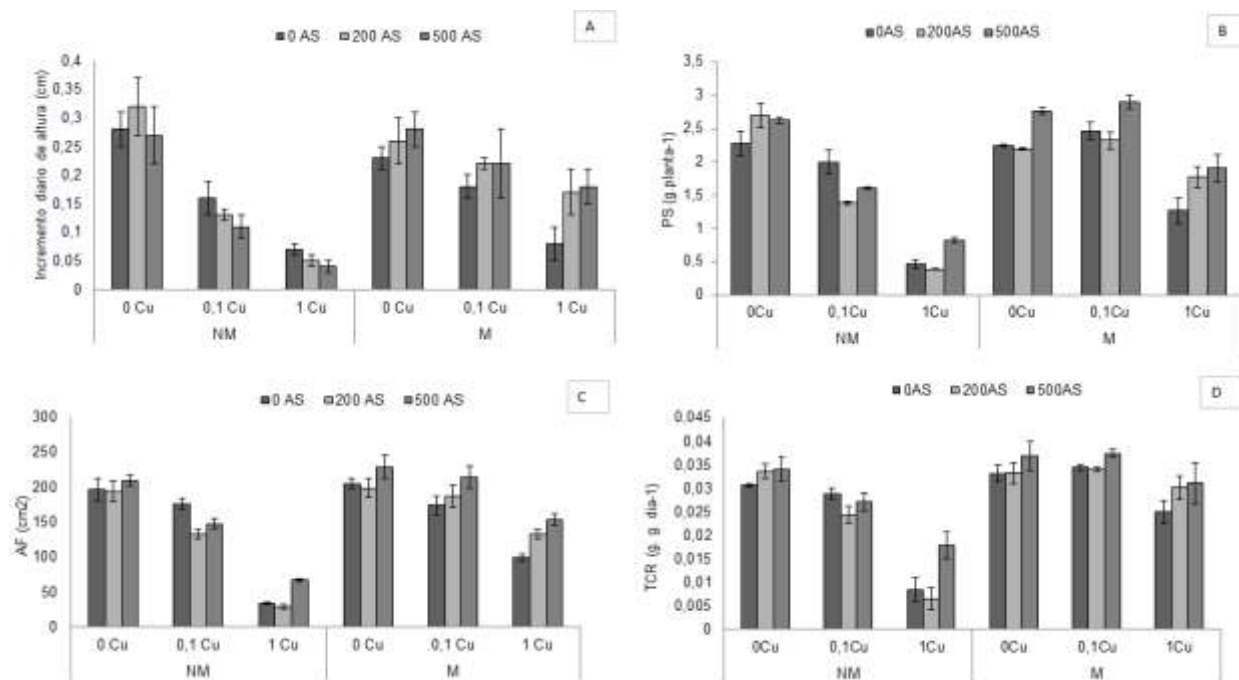 ■ 0 AS ■ 200 AS ■ 500 AS
A
Incremento diario de altura (cm)
0,4
0,35
0,3
0,25
0,2
0,15
0,1
0,05
0
0 Cu 0,1 Cu 1 Cu 0 Cu 0,1 Cu 1 Cu
NM M
■ 0AS ■ 200AS ■ 500AS
B
PS (g.planta-1)
3,5
3
2,5
2
1,5
1
0,5
0
0Cu 0,1Cu 1Cu 0Cu 0,1Cu 1Cu
NM M
■ 0 AS ■ 200 AS ■ 500 AS
C
AF (cm2)
300
250
200
150
100
50
0
0 Cu 0,1 Cu 1 Cu 0 Cu 0,1 Cu 1 Cu
NM M
■ 0AS ■ 200AS ■ 500AS
D
TCR (g. g. dia-1)
0,045
0,04
0,035
0,03
0,025
0,02
0,015
0,01
0,005
0
0Cu 0,1Cu 1Cu 0Cu 0,1Cu 1Cu
NM M